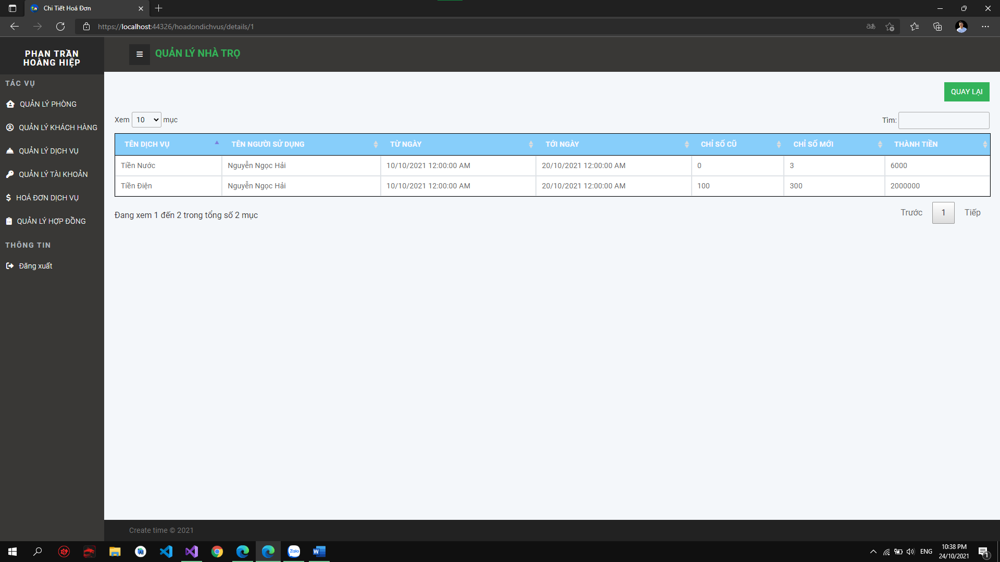 Chi Tiết Hoá Đơn
https://localhost:44326/hoadondichvus/details/1
PHAN TRẦN
HOÀNG HIỆP
QUẢN LÝ NHÀ TRỌ
TÁC VỤ
QUẢN LÝ PHÒNG
QUẢN LÝ KHÁCH HÀNG
QUẢN LÝ DỊCH VỤ
QUẢN LÝ TÀI KHOẢN
HOÁ ĐƠN DỊCH VỤ
QUẢN LÝ HỢP ĐỒNG
THÔNG TIN
Đăng xuất
QUAY LẠI
Xem 10 mục
Tìm:
TÊN DỊCH VỤ TÊN NGƯỜI SỬ DỤNG TỪ NGÀY TỚI NGÀY CHỈ SỐ CŨ CHỈ SỐ MỚI THÀNH TIỀN
Tiền Nước Nguyễn Ngọc Hải 10/10/2021 12:00:00 AM 20/10/2021 12:00:00 AM 0 3 6000
Tiền Điện Nguyễn Ngọc Hải 10/10/2021 12:00:00 AM 20/10/2021 12:00:00 AM 100 300 2000000
Đang xem 1 đến 2 trong tổng số 2 mục
Trước 1 Tiếp
Create time © 2021
Zalo
ENG
10:38 PM
24/10/2021
1